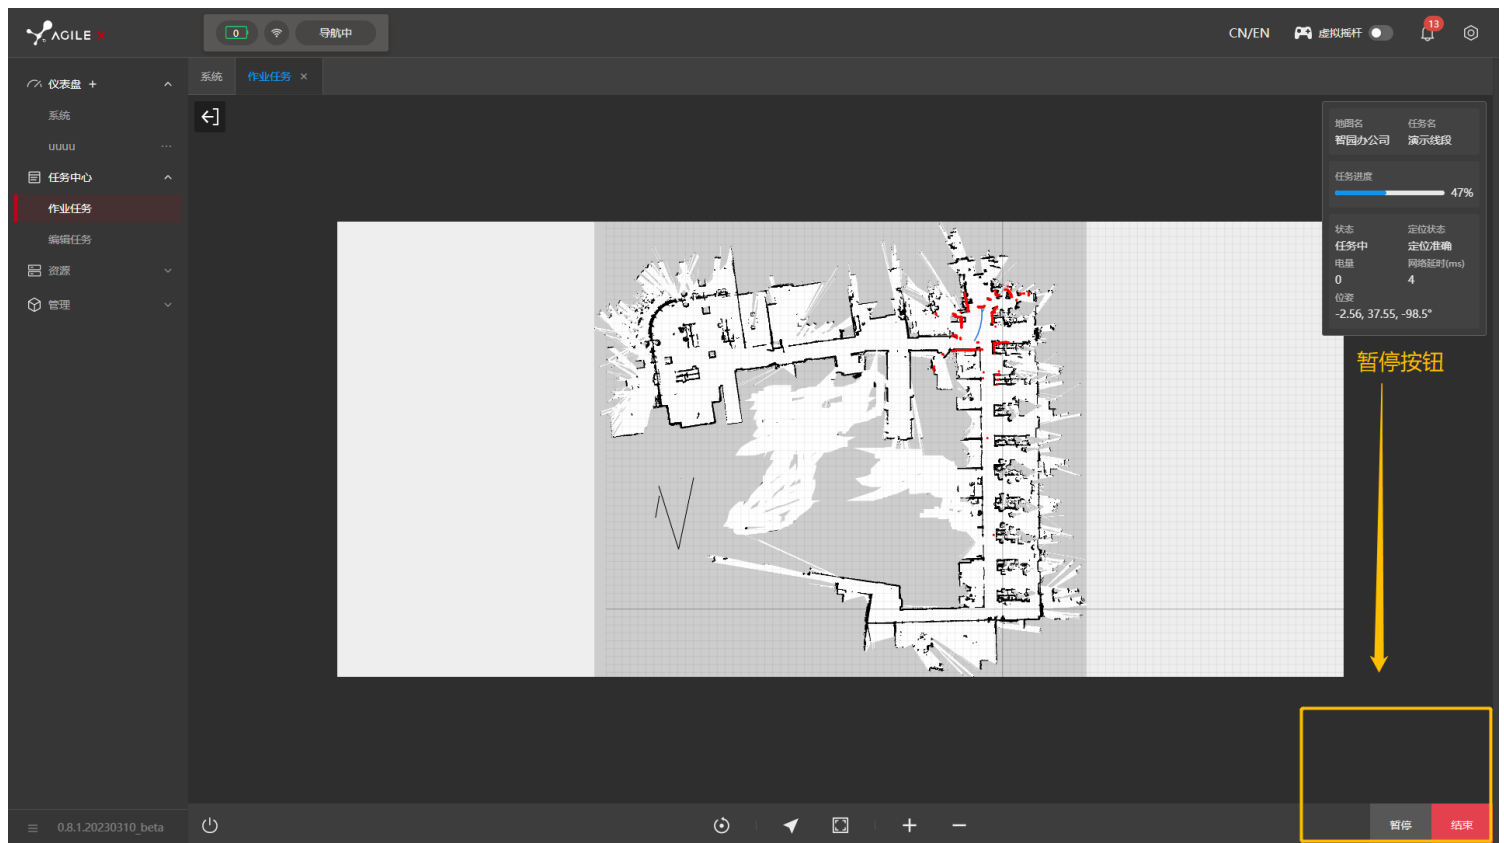 AGILE X
0
导航中
CN/EN
虚拟摇杆
13
仪表盘 +
系统
作业任务 ×
系统
uuuu ...
任务中心
作业任务
编辑任务
资源
管理
地图名 任务名
智园办公司 演示线段
任务进度
47%
状态 定位状态
任务中 定位准确
电量 网络延时(ms)
0 4
位姿
-2.56, 37.55, -98.5°
暂停按钮
0.8.1.20230310_beta
暂停
结束